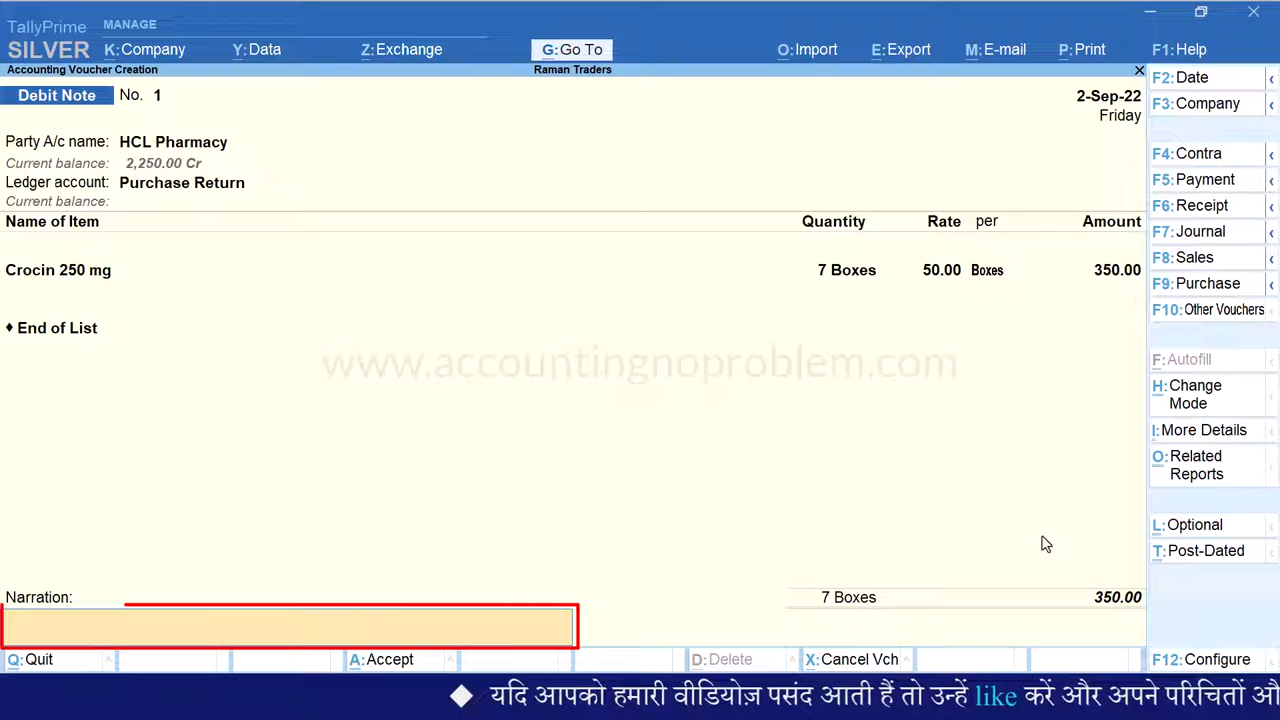 TallyPrime MANAGE
SILVER K:Company Y:Data Z:Exchange G:Go To O:Import E:Export M:E-mail P:Print F1:Help
Accounting Voucher Creation Raman Traders
Debit Note No. 1 2-Sep-22
Friday
Party A/c name: HCL Pharmacy
Current balance: 2,250.00 Cr
Ledger account: Purchase Return
Current balance:
Name of Item Quantity Rate per Amount
Crocin 250 mg 7 Boxes 50.00 Boxes 350.00
♦ End of List
www.accountingnoproblem.com
Narration: 7 Boxes 350.00
F2:Date
F3:Company
F4:Contra
F5:Payment
F6:Receipt
F7:Journal
F8:Sales
F9:Purchase
F10:Other Vouchers
F:Autofill
H:Change
Mode
I:More Details
O:Related
Reports
L:Optional
T:Post-Dated
Q:Quit A:Accept D:Delete X:Cancel Vch F12:Configure
◆ यदि आपको हमारी वीडियोज़ पसंद आती हैं तो उन्हें like करें और अपने परिचितों औ